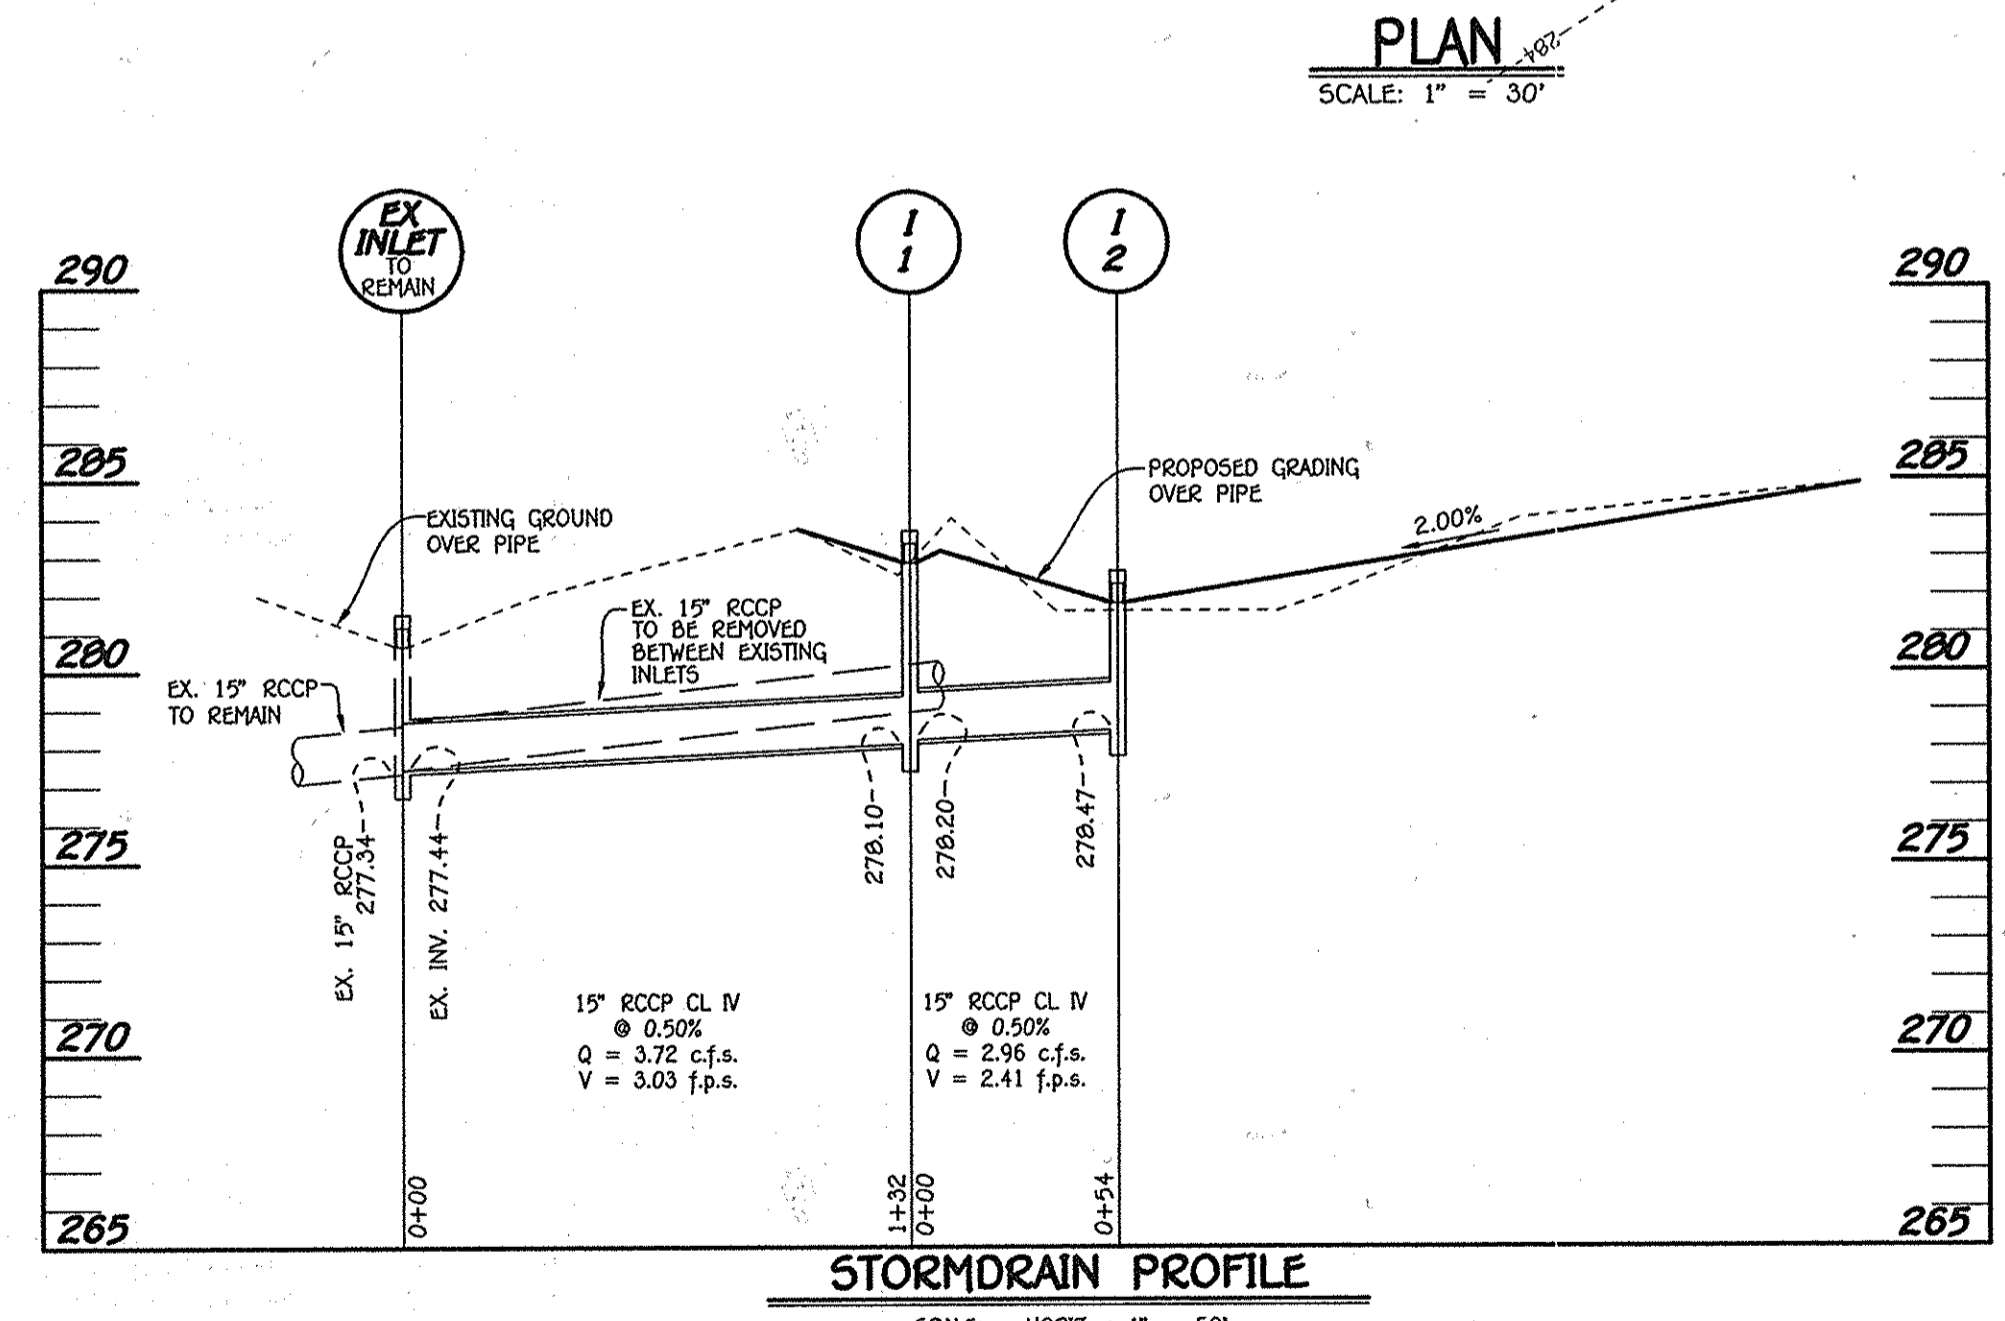 PLAN
284
SCALE: 1" = 30'
EX
INLET
TO
REMAIN
I
1
I
2
290
290
285
285
PROPOSED GRADING
OVER PIPE
2.00%
EXISTING GROUND
OVER PIPE
EX. 15" RCCP
TO BE REMOVED
BETWEEN EXISTING
INLETS
280
280
EX. 15" RCCP
TO REMAIN
275
275
EX. 15" RCCP
277.34
EX. INV. 277.44
278.10
278.20
278.47
15" RCCP CL IV
@ 0.50%
Q = 3.72 c.f.s.
V = 3.03 f.p.s.
15" RCCP CL IV
@ 0.50%
Q = 2.96 c.f.s.
V = 2.41 f.p.s.
270
270
0+00
1+32
0+00
0+54
265
265
STORMDRAIN PROFILE